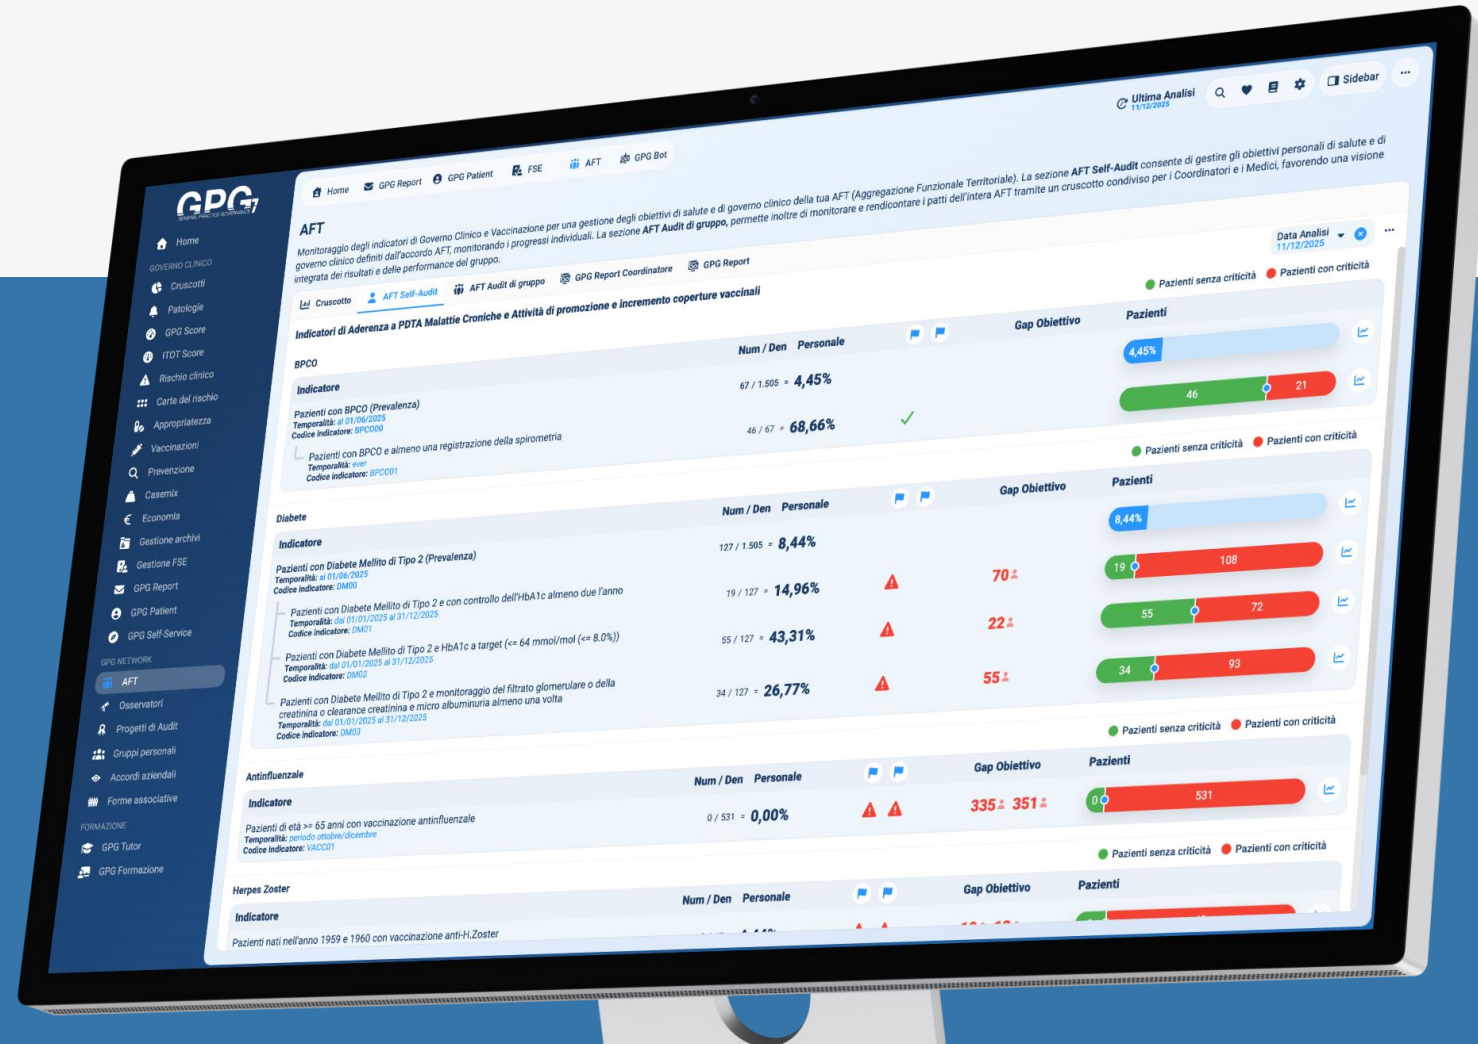 GPG7
GENERAL PRACTICE GOVERNANCE
Home
GOVERNO CLINICO
Cruscotti
Patologie
GPG Score
ITOT Score
Rischio clinico
Carte del rischio
Appropriatezza
Vaccinazioni
Prevenzione
Casemix
Economia
Gestione archivi
Gestione FSE
GPG Report
GPG Patient
GPG Self-Service
GPG NETWORK
AFT
Osservatori
Progetti di Audit
Gruppi personali
Accordi aziendali
Forme associative
FORMAZIONE
GPG Tutor
GPG Formazione
Home GPG Report GPG Patient FSE AFT GPG Bot
Ultima Analisi
11/12/2025
Sidebar
AFT
Monitoraggio degli indicatori di Governo Clinico e Vaccinazione per una gestione degli obiettivi di salute e di governo clinico della tua AFT (Aggregazione Funzionale Territoriale). La sezione AFT Self-Audit consente di gestire gli obiettivi personali di salute e di
governo clinico definiti dall'accordo AFT, monitorando i progressi individuali. La sezione AFT Audit di gruppo, permette inoltre di monitorare e rendicontare i patti dell'intera AFT tramite un cruscotto condiviso per i Coordinatori e i Medici, favorendo una visione
integrata dei risultati e delle performance del gruppo.
Cruscotto AFT Self-Audit AFT Audit di gruppo GPG Report Coordinatore GPG Report
Data Analisi
11/12/2025
Indicatori di Aderenza a PDTA Malattie Croniche e Attività di promozione e incremento coperture vaccinali
Pazienti senza criticità Pazienti con criticità
BPCO
Indicatore Num / Den Personale Gap Obiettivo Pazienti
Pazienti con BPCO (Prevalenza) 67 / 1.505 = 4,45% 4,45%
Temporalità: al 01/06/2025
Codice indicatore: BPCO00
Pazienti con BPCO e almeno una registrazione della spirometria 46 / 67 = 68,66% 46 21
Temporalità: ever
Codice indicatore: BPCO01
Pazienti senza criticità Pazienti con criticità
Diabete
Indicatore Num / Den Personale Gap Obiettivo Pazienti
Pazienti con Diabete Mellito di Tipo 2 (Prevalenza) 127 / 1.505 = 8,44% 8,44%
Temporalità: al 01/06/2025
Codice indicatore: DM00
Pazienti con Diabete Mellito di Tipo 2 e con controllo dell'HbA1c almeno due l'anno 19 / 127 = 14,96% 70 19 108
Temporalità: dal 01/01/2025 al 31/12/2025
Codice indicatore: DM01
Pazienti con Diabete Mellito di Tipo 2 e HbA1c a target (<= 64 mmol/mol (<= 8.0%)) 55 / 127 = 43,31% 22 55 72
Temporalità: dal 01/01/2025 al 31/12/2025
Codice indicatore: DM02
Pazienti con Diabete Mellito di Tipo 2 e monitoraggio del filtrato glomerulare o della
creatinina o clearance creatinina e micro albuminuria almeno una volta 34 / 127 = 26,77% 55 34 93
Temporalità: dal 01/01/2025 al 31/12/2025
Codice indicatore: DM03
Pazienti senza criticità Pazienti con criticità
Antinfluenzale
Indicatore Num / Den Personale Gap Obiettivo Pazienti
Pazienti di età >= 65 anni con vaccinazione antinfluenzale 0 / 531 = 0,00% 335 351 0 531
Temporalità: periodo ottobre/dicembre
Codice indicatore: VACC01
Pazienti senza criticità Pazienti con criticità
Herpes Zoster
Indicatore Num / Den Personale Gap Obiettivo Pazienti
Pazienti nati nell'anno 1959 e 1960 con vaccinazione anti-H.Zoster